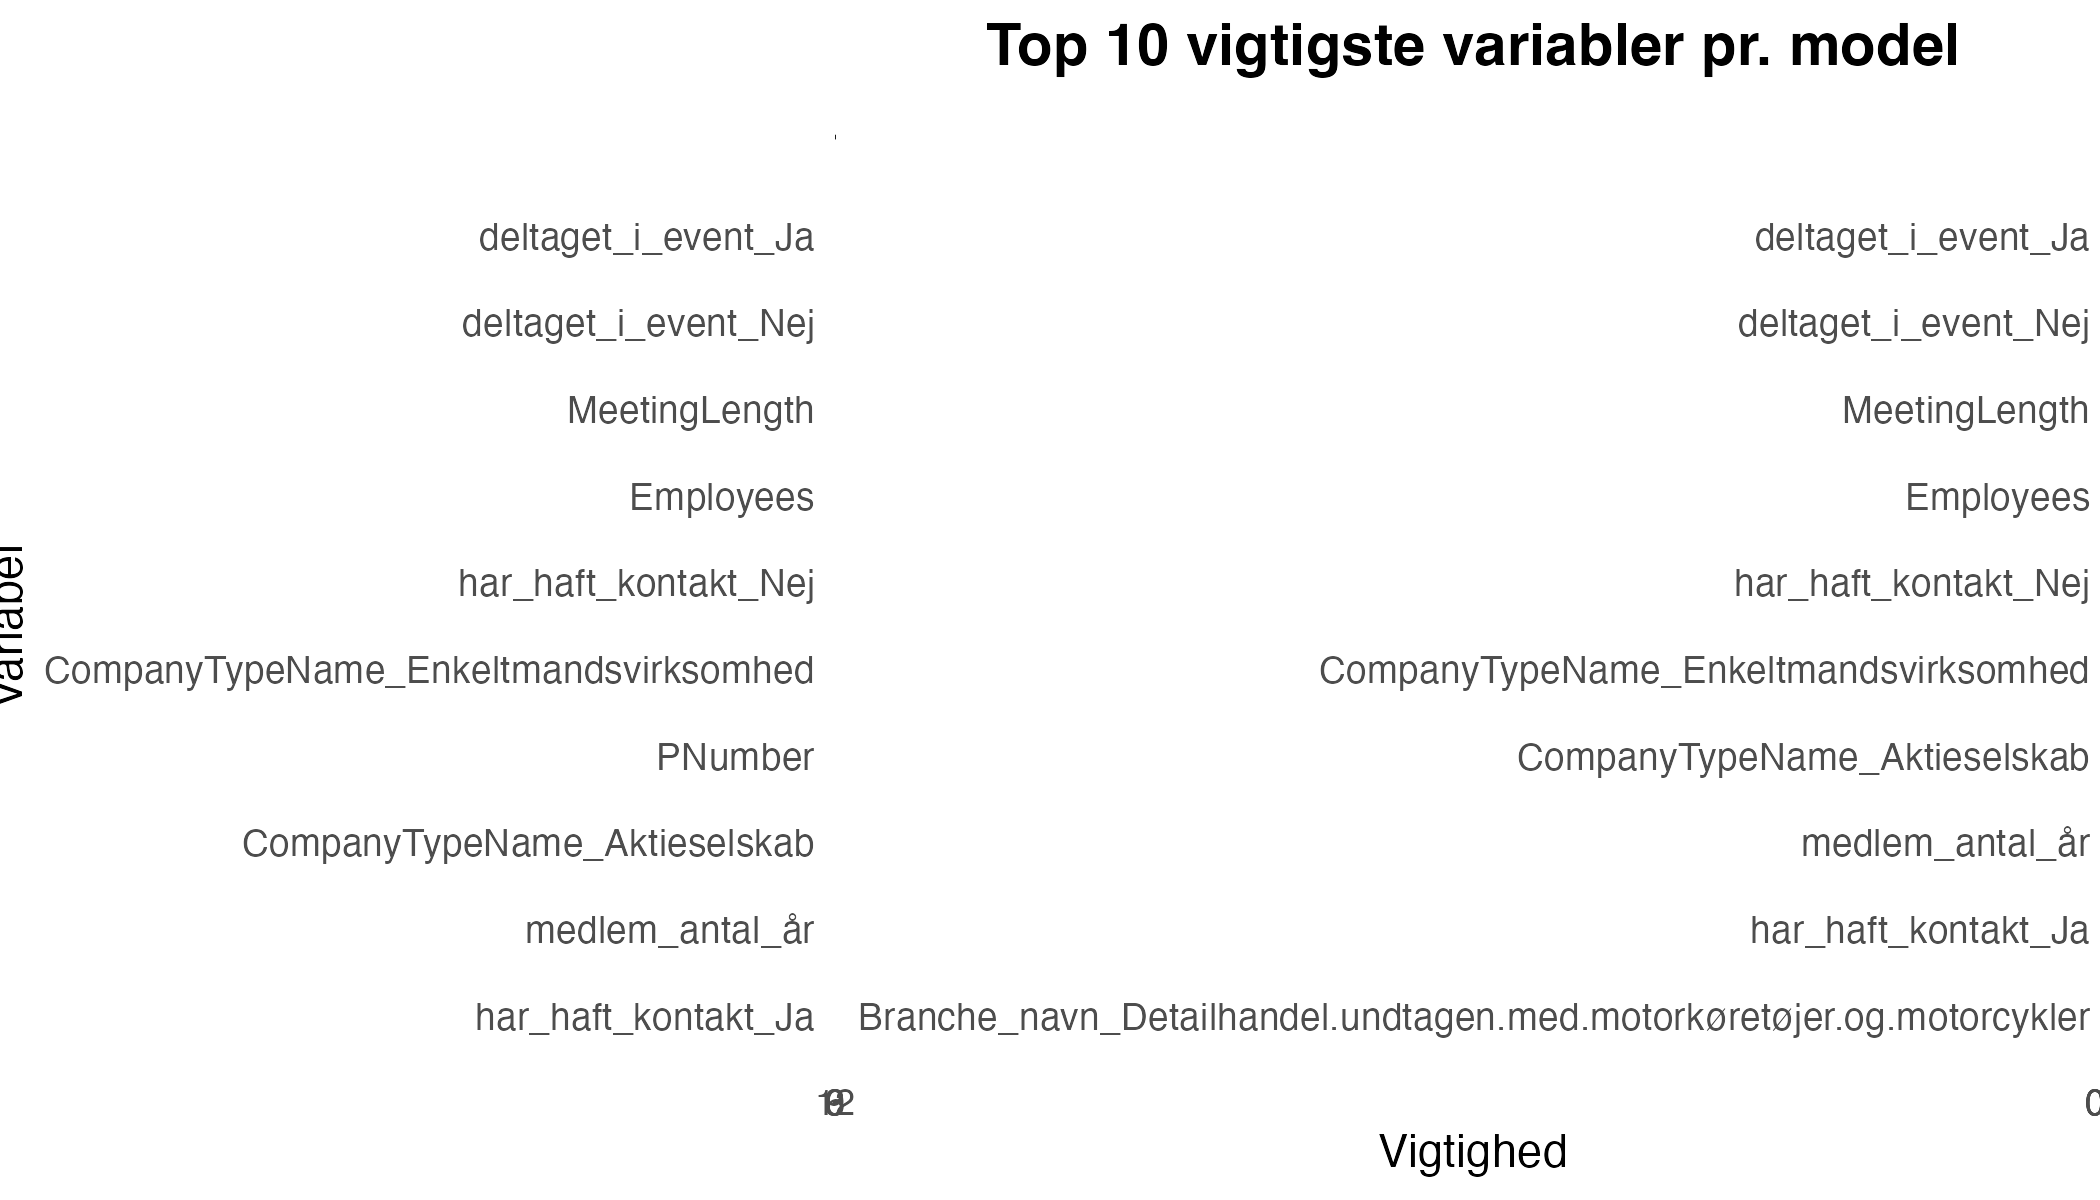 Top 10 vigtigste variabler pr. model
Variabel
deltaget_i_event_Ja
deltaget_i_event_Nej
MeetingLength
Employees
har_haft_kontakt_Nej
CompanyTypeName_Enkeltmandsvirksomhed
PNumber
CompanyTypeName_Aktieselskab
medlem_antal_år
har_haft_kontakt_Ja
deltaget_i_event_Ja
deltaget_i_event_Nej
MeetingLength
Employees
har_haft_kontakt_Nej
CompanyTypeName_Enkeltmandsvirksomhed
CompanyTypeName_Aktieselskab
medlem_antal_år
har_haft_kontakt_Ja
Branche_navn_Detailhandel.undtagen.med.motorkøretøjer.og.motorcykler
0
Vigtighed